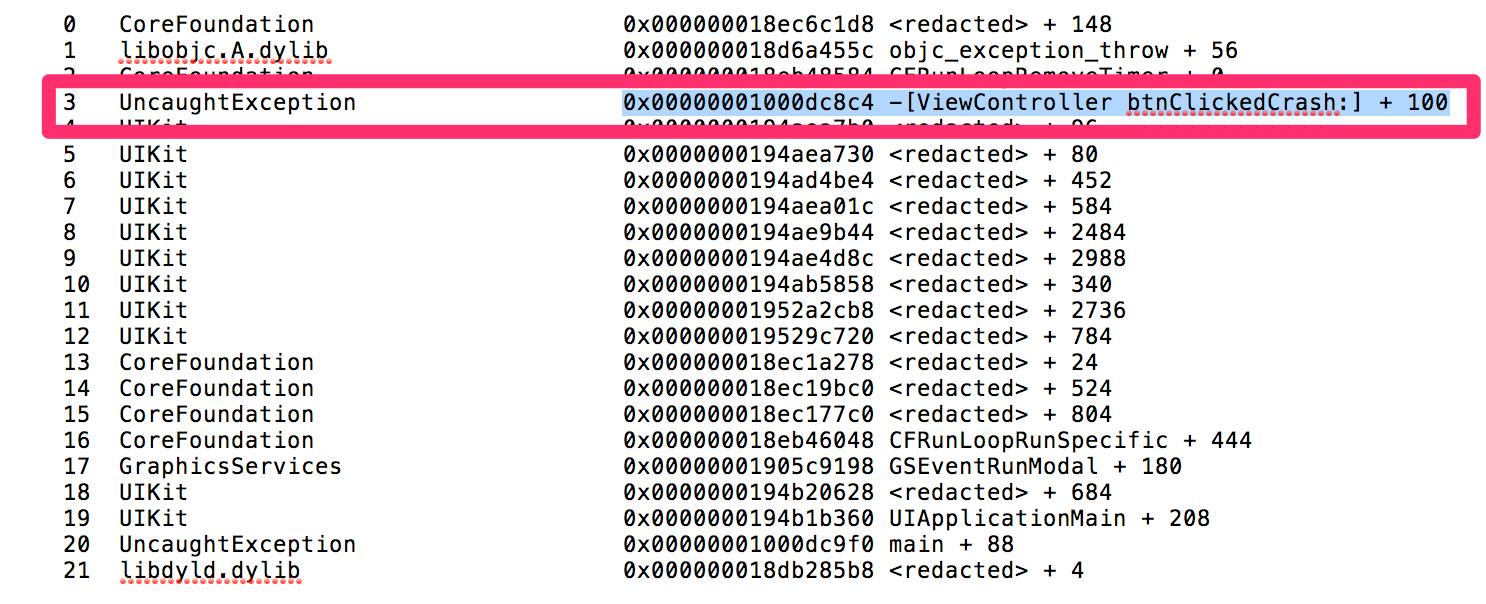 0 CoreFoundation 0x000000018ec6c1d8 <redacted> + 148
1 libobjc.A.dylib 0x000000018d6a455c objc_exception_throw + 56
2 CoreFoundation 0x000000018eb48584 CFRunLoopRemoveTimer + 0
3 UncaughtException 0x00000001000dc8c4 -[ViewController btnClickedCrash:] + 100
4 UIKit <redacted> + 96
5 UIKit 0x0000000194aea730 <redacted> + 80
6 UIKit 0x0000000194ad4be4 <redacted> + 452
7 UIKit 0x0000000194aea01c <redacted> + 584
8 UIKit 0x0000000194ae9b44 <redacted> + 2484
9 UIKit 0x0000000194ae4d8c <redacted> + 2988
10 UIKit 0x0000000194ab5858 <redacted> + 340
11 UIKit 0x00000001952a2cb8 <redacted> + 2736
12 UIKit 0x000000019529c720 <redacted> + 784
13 CoreFoundation 0x000000018ec1a278 <redacted> + 24
14 CoreFoundation 0x000000018ec19bc0 <redacted> + 524
15 CoreFoundation 0x000000018ec177c0 <redacted> + 804
16 CoreFoundation 0x000000018eb46048 CFRunLoopRunSpecific + 444
17 GraphicsServices 0x00000001905c9198 GSEventRunModal + 180
18 UIKit 0x0000000194b20628 <redacted> + 684
19 UIKit 0x0000000194b1b360 UIApplicationMain + 208
20 UncaughtException 0x00000001000dc9f0 main + 88
21 libdyld.dylib 0x000000018db285b8 <redacted> + 4